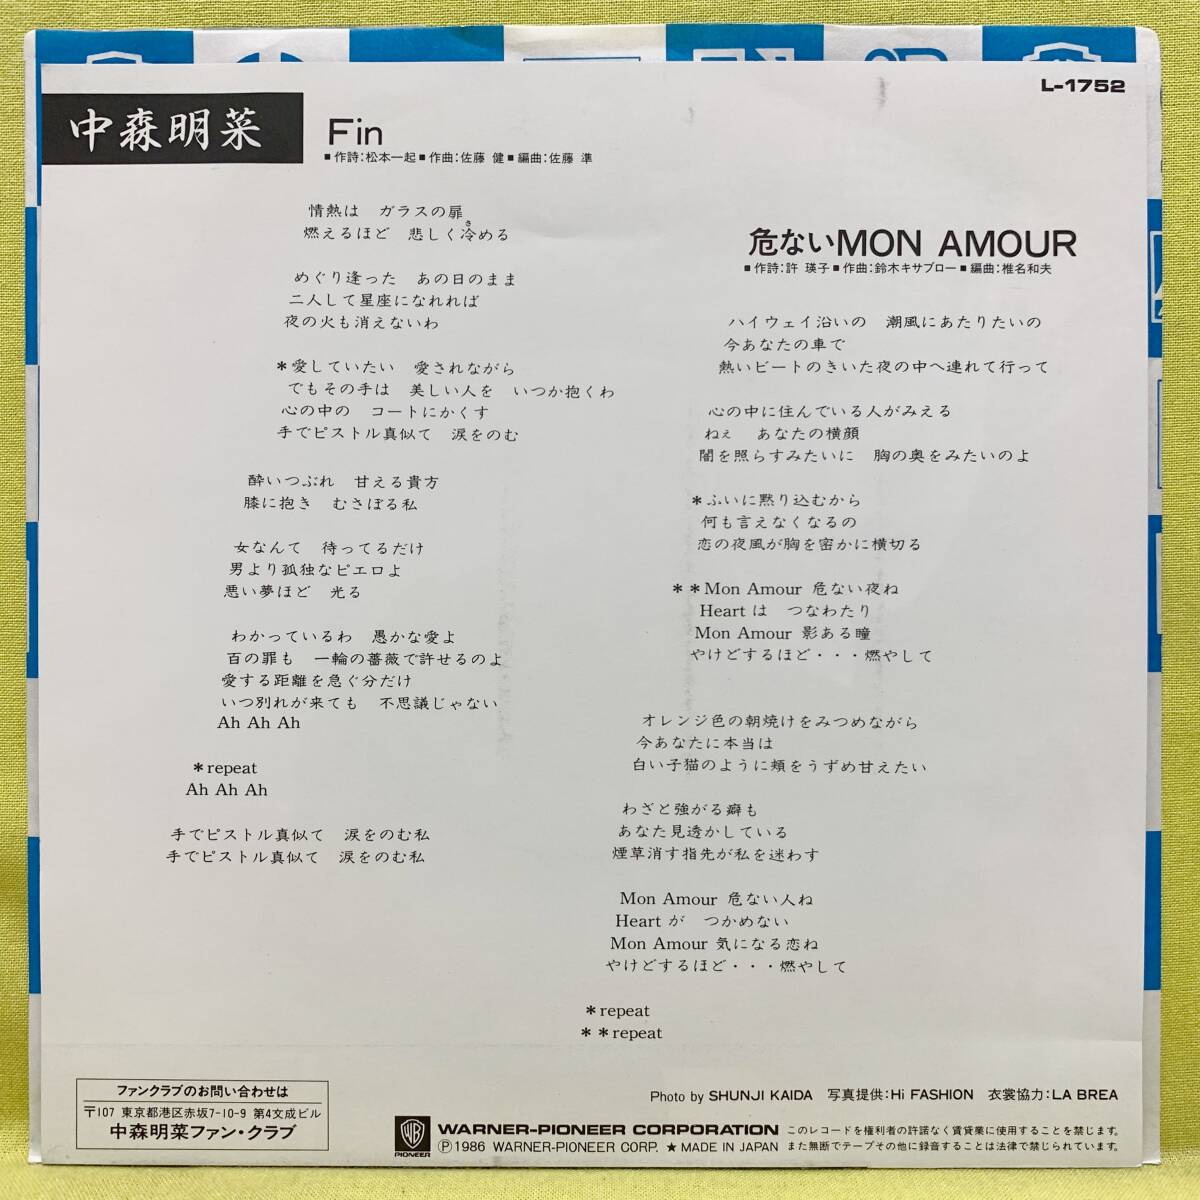 L-1752
中森明菜
Fin
■作詩:松本一起■作曲:佐藤 健■編曲:佐藤 準
情熱は ガラスの扉
燃えるほど 悲しく冷める
き
めぐり逢った あの日のまま
二人して星座になれれば
夜の火も消えないわ
*愛していたい 愛されながら
でもその手は 美しい人を いつか抱くわ
心の中の コートにかくす
手でピストル真似て 涙をのむ
酔いつぶれ 甘える貴方
膝に抱き むさぼる私
女なんて 待ってるだけ
男より孤独なピエロよ
悪い夢ほど 光る
わかっているわ 愚かな愛よ
百の罪も 一輪の薔薇で許せるのよ
愛する距離を急ぐ分だけ
いつ別れが来ても 不思議じゃない
Ah Ah Ah
*repeat
Ah Ah Ah
手でピストル真似て 涙をのむ私
手でピストル真似て 涙をのむ私
危ないMON AMOUR
■作詩:許 瑛子■作曲:鈴木キサブロー■編曲:椎名和夫
ハイウェイ沿いの 潮風にあたりたいの
今あなたの車で
熱いビートのきいた夜の中へ連れて行って
心の中に住んでいる人がみえる
ねぇ あなたの横顔
闇を照らすみたいに 胸の奥をみたいのよ
*ふいに黙り込むから
何も言えなくなるの
恋の夜風が胸を密かに横切る
**Mon Amour 危ない夜ね
Heart は つなわたり
Mon Amour 影ある瞳
やけどするほど・・・燃やして
オレンジ色の朝焼けをみつめながら
今あなたに本当は
白い子猫のように頬をうずめ甘えたい
わざと強がる癖も
あなた見透かしている
煙草消す指先が私を迷わす
Mon Amour 危ない人ね
Heart が つかめない
Mon Amour 気になる恋ね
やけどするほど・・・燃やして
*repeat
**repeat
Photo by SHUNJI KAIDA 写真提供:Hi FASHION 衣裳協力:LA BREA
ファンクラブのお問い合わせは
〒107 東京都港区赤坂7-10-9 第4文成ビル
中森明菜ファン・クラブ
WB
PIONEER
WARNER-PIONEER CORPORATION
Ⓟ1986 WARNER-PIONEER CORP. ★MADE IN JAPAN
このレコードを権利者の許諾なく賃貸業に使用することを禁じます。
また無断でテープその他に録音することは法律で禁じられています。